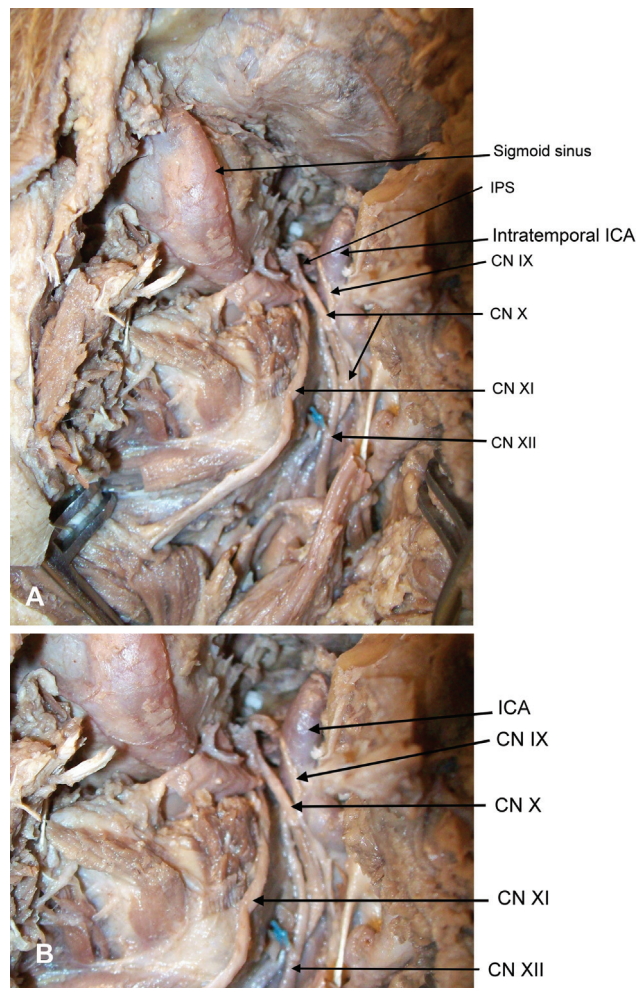 Sigmoid sinus
IPS
Intratemporal ICA
CN IX
CN X
CN XI
CN XII
A
ICA
CN IX
CN X
CN XI
CN XII
B